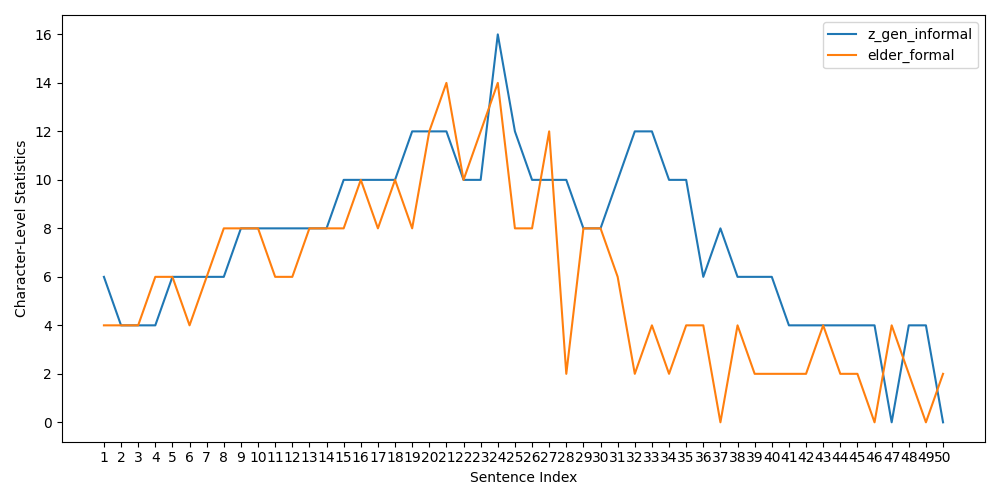 z_gen_informal
elder_formal
16
14
12
10
8
6
4
2
0
Character-Level Statistics
1 2 3 4 5 6 7 8 9 10 11 12 13 14 15 16 17 18 19 20 21 22 23 24 25 26 27 28 29 30 31 32 33 34 35 36 37 38 39 40 41 42 43 44 45 46 47 48 49 50
Sentence Index